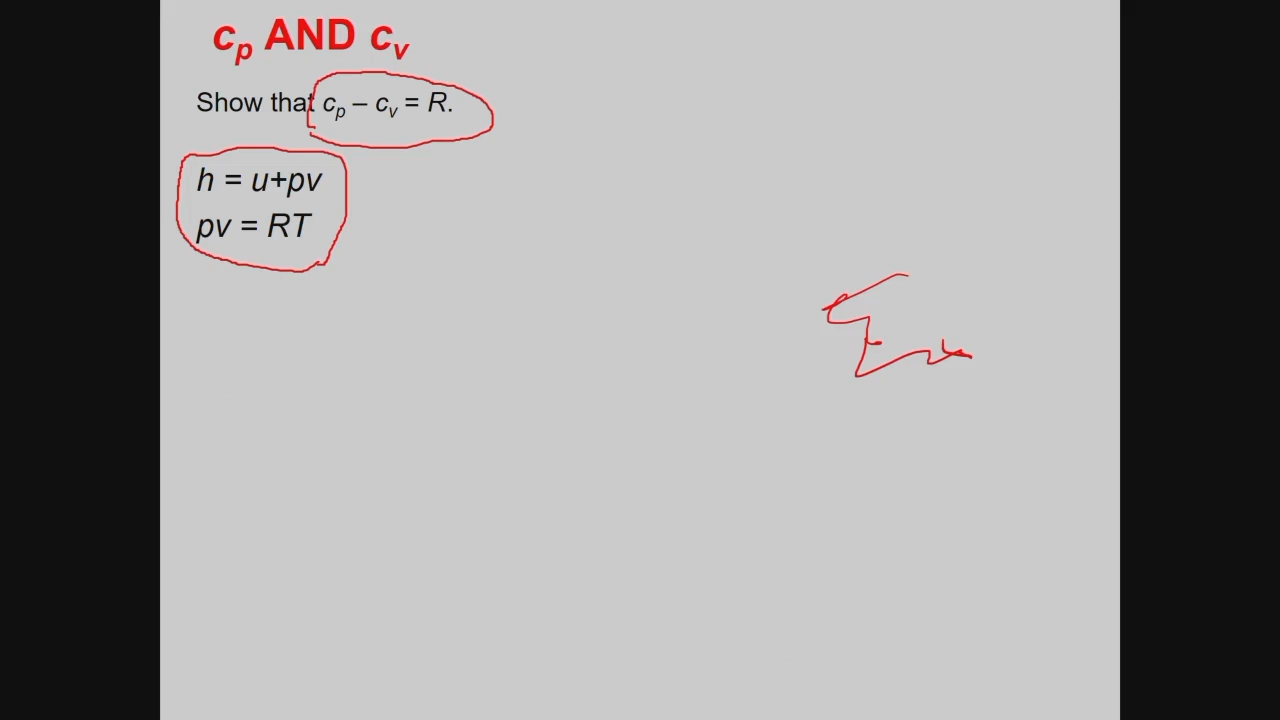 cp AND cv
Show that cp – cv = R.
h = u+pv
pv = RT